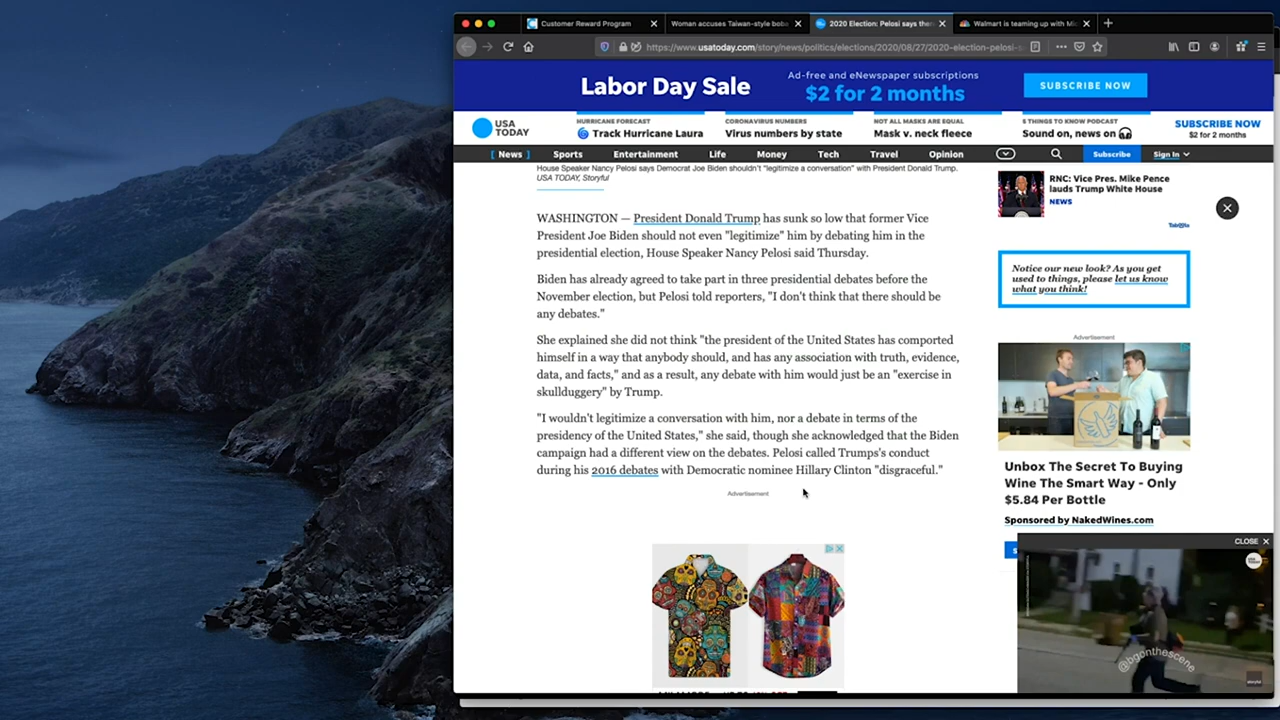 Customer Reward Program
Woman accuses Taiwan-style bob
2020 Election: Pelosi says the
Walmart is teaming up with Mi
https://www.usatoday.com/story/news/politics/elections/2020/08/27/2020-election-pelosi-s
Labor Day Sale
Ad-free and eNewspaper subscriptions
$2 for 2 months
SUBSCRIBE NOW
USA TODAY
HURRICANE FORECAST
Track Hurricane Laura
CORONAVIRUS NUMBERS
Virus numbers by state
NOT ALL MASKS ARE EQUAL
Mask v. neck fleece
5 THINGS TO KNOW PODCAST
Sound on, news on
SUBSCRIBE NOW
$2 for 2 months
[ News ] Sports Entertainment Life Money Tech Travel Opinion Subscribe Sign In
House Speaker Nancy Pelosi says Democrat Joe Biden shouldn't "legitimize a conversation" with President Donald Trump.
USA TODAY, Storyful
WASHINGTON — President Donald Trump has sunk so low that former Vice
President Joe Biden should not even "legitimize" him by debating him in the
presidential election, House Speaker Nancy Pelosi said Thursday.
Biden has already agreed to take part in three presidential debates before the
November election, but Pelosi told reporters, "I don't think that there should be
any debates."
She explained she did not think "the president of the United States has comported
himself in a way that anybody should, and has any association with truth, evidence,
data, and facts," and as a result, any debate with him would just be an "exercise in
skullduggery" by Trump.
"I wouldn't legitimize a conversation with him, nor a debate in terms of the
presidency of the United States," she said, though she acknowledged that the Biden
campaign had a different view on the debates. Pelosi called Trumps's conduct
during his 2016 debates with Democratic nominee Hillary Clinton "disgraceful."
Advertisement
RNC: Vice Pres. Mike Pence
lauds Trump White House
NEWS
Taboola
Notice our new look? As you get
used to things, please let us know
what you think!
Advertisement
Unbox The Secret To Buying
Wine The Smart Way - Only
$5.84 Per Bottle
Sponsored by NakedWines.com
CLOSE
USA TODAY
@bgonthescene
storyful